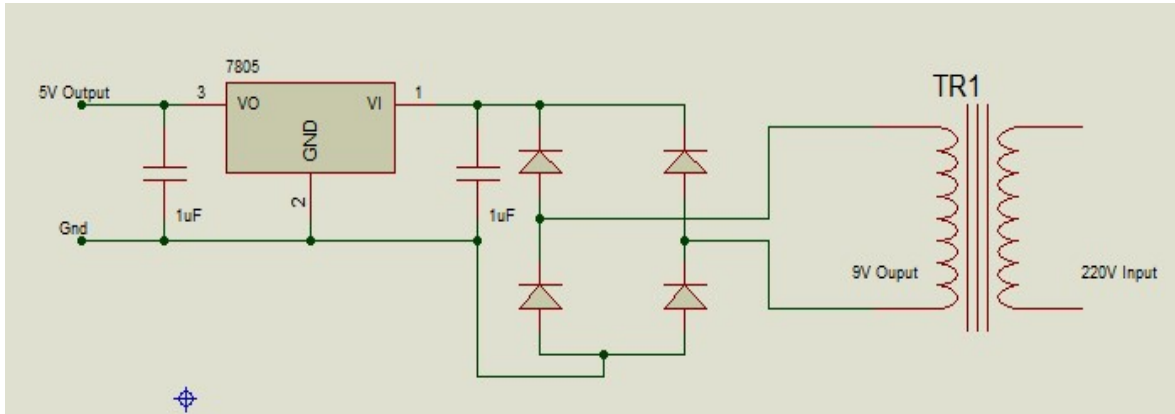 7805
TR1
5V Output
3
VO
VI
1
GND
2
1uF
1uF
Gnd
9V Ouput
220V Input